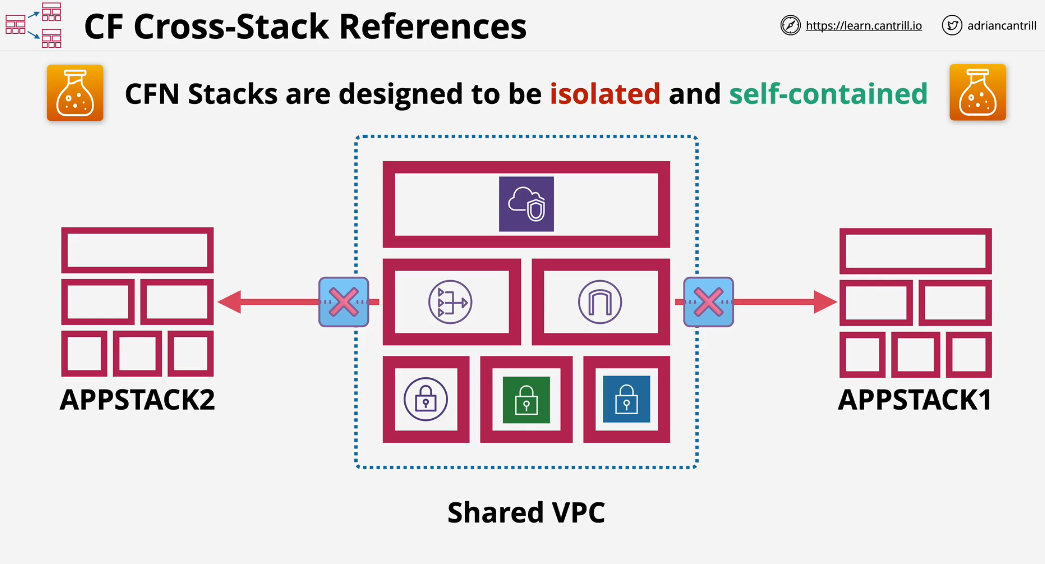 CF Cross-Stack References
https://learn.cantrill.io
adriancantrill
CFN Stacks are designed to be isolated and self-contained
APPSTACK2
APPSTACK1
Shared VPC